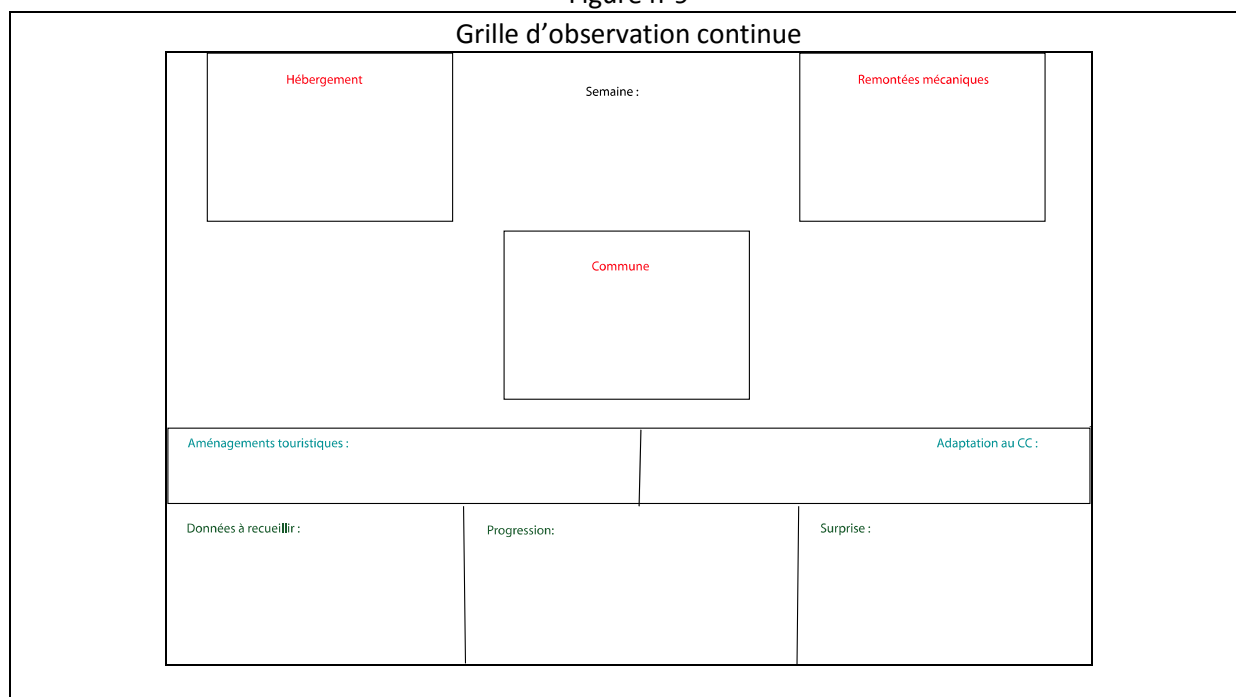 Grille d'observation continue
Hébergement
Semaine :
Remontées mécaniques
Commune
Aménagements touristiques :
Adaptation au CC :
Données à recueillir :
Progression:
Surprise :